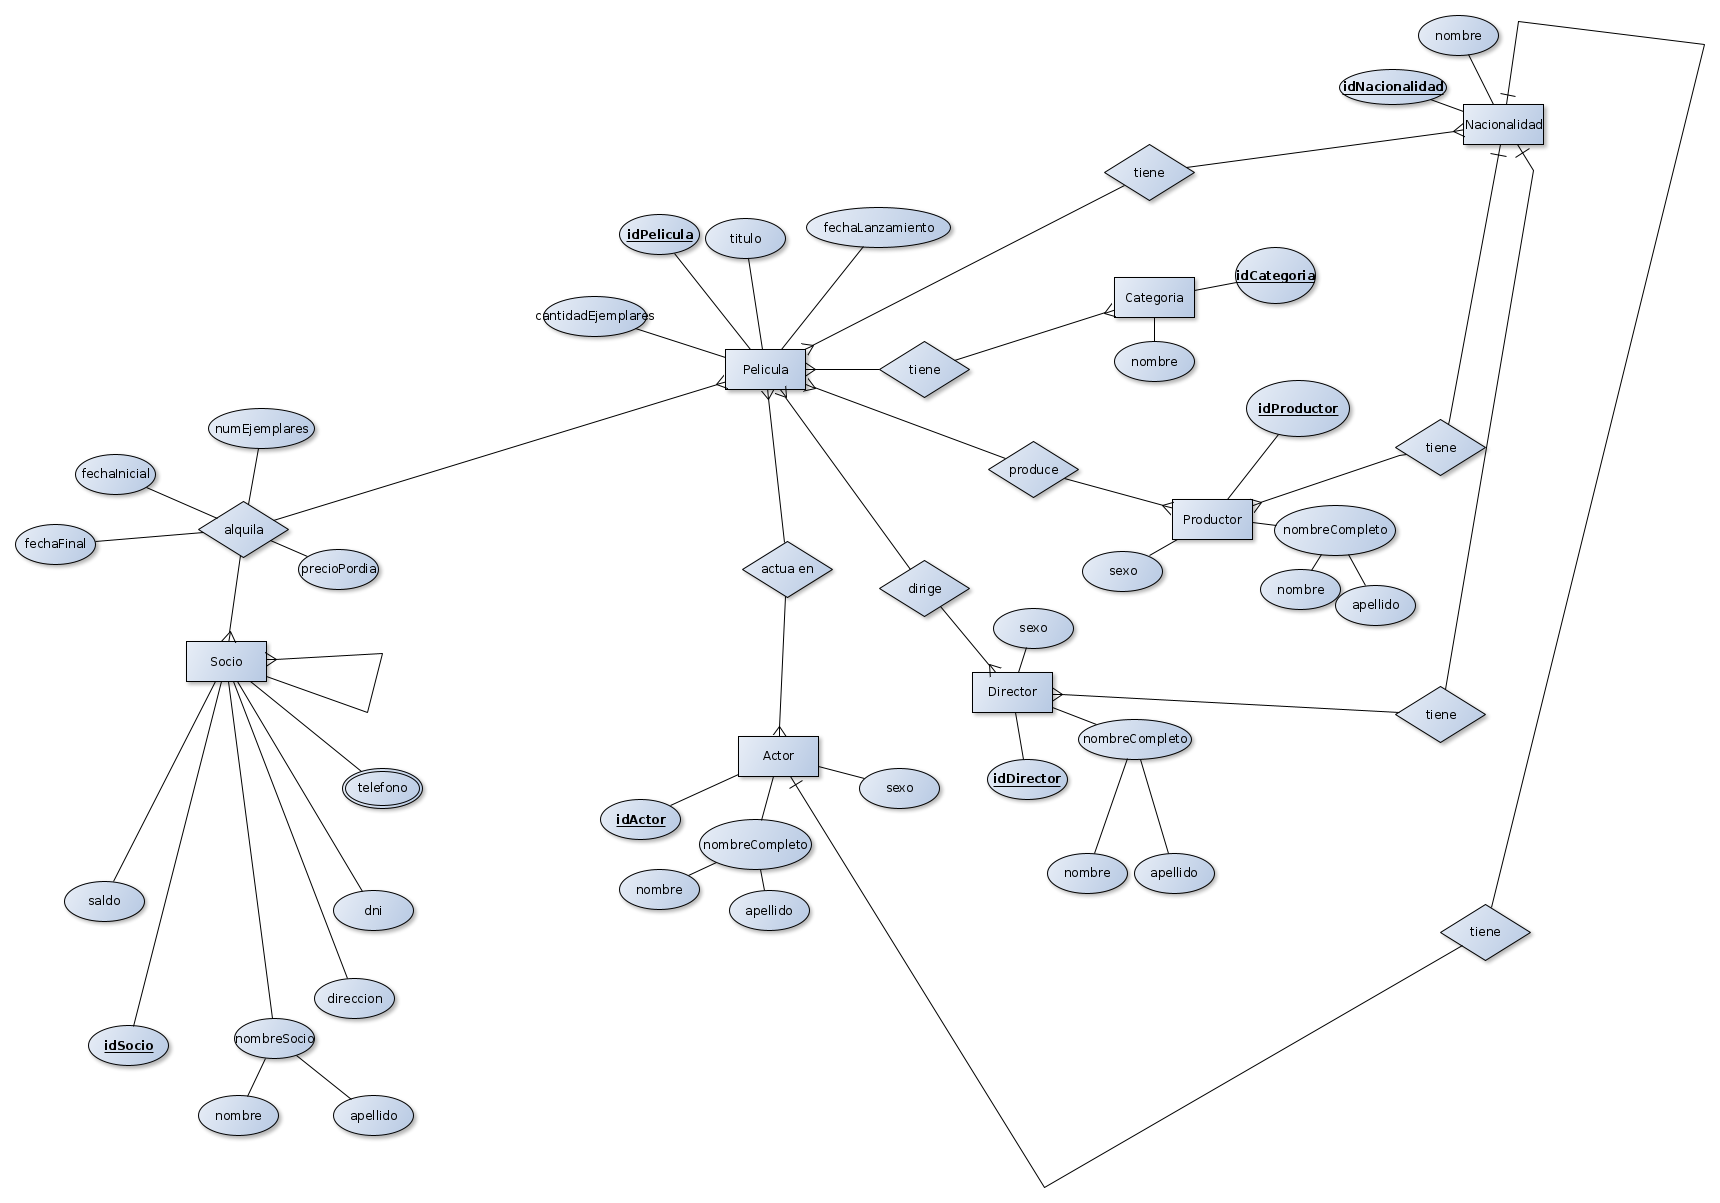 nombre
idNacionalidad
Nacionalidad
tiene
idPelicula
titulo
fechaLanzamiento
idCategoria
Categoria
cantidadEjemplares
nombre
Pelicula
tiene
idProductor
numEjemplares
tiene
fechaInicial
produce
Productor
nombreCompleto
alquila
fechaFinal
precioPordia
actua en
sexo
dirige
nombre
apellido
sexo
Socio
Director
tiene
nombreCompleto
Actor
idDirector
telefono
sexo
idActor
nombreCompleto
nombre
apellido
nombre
apellido
saldo
dni
tiene
direccion
nombreSocio
idSocio
nombre
apellido